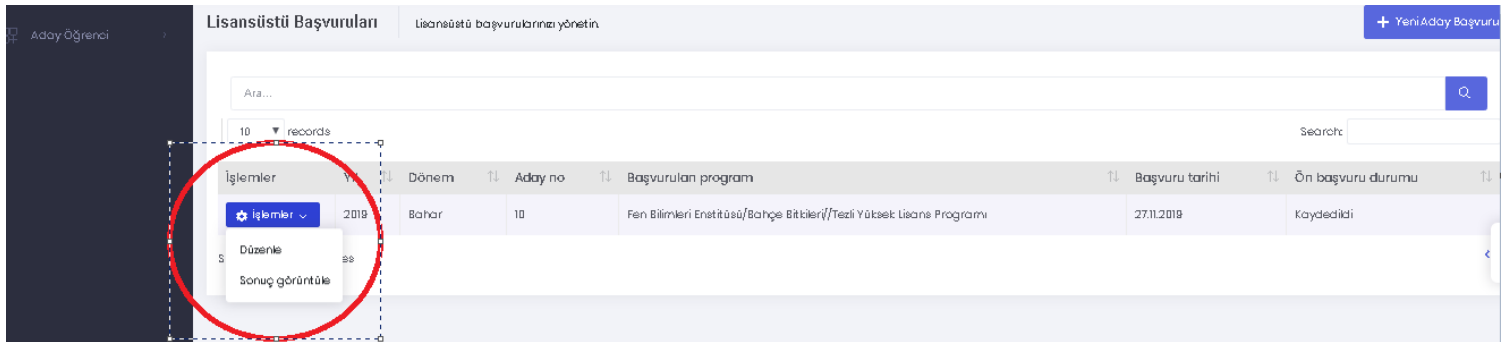 Aday Öğrenci
Lisansüstü Başvuruları
Lisansüstü başvurularınızı yönetin.
+ Yeni Aday Başvuru
Ara...
10 records
Search:
İşlemler Dönem Aday no Başvurulan program Başvuru tarihi Ön başvuru durumu
İşlemler 2019 Bahar 10 Fen Bilimleri Enstitüsü/Bahçe Bitkileri//Tezli Yüksek Lisans Programı 27.11.2019 Kaydedildi
Düzenle
Sonuç görüntüle